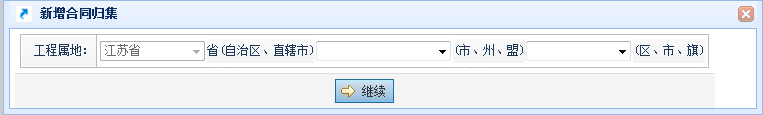 新增合同归集
工程属地: 江苏省 省(自治区、直辖市) (市、州、盟) (区、市、旗)
继续